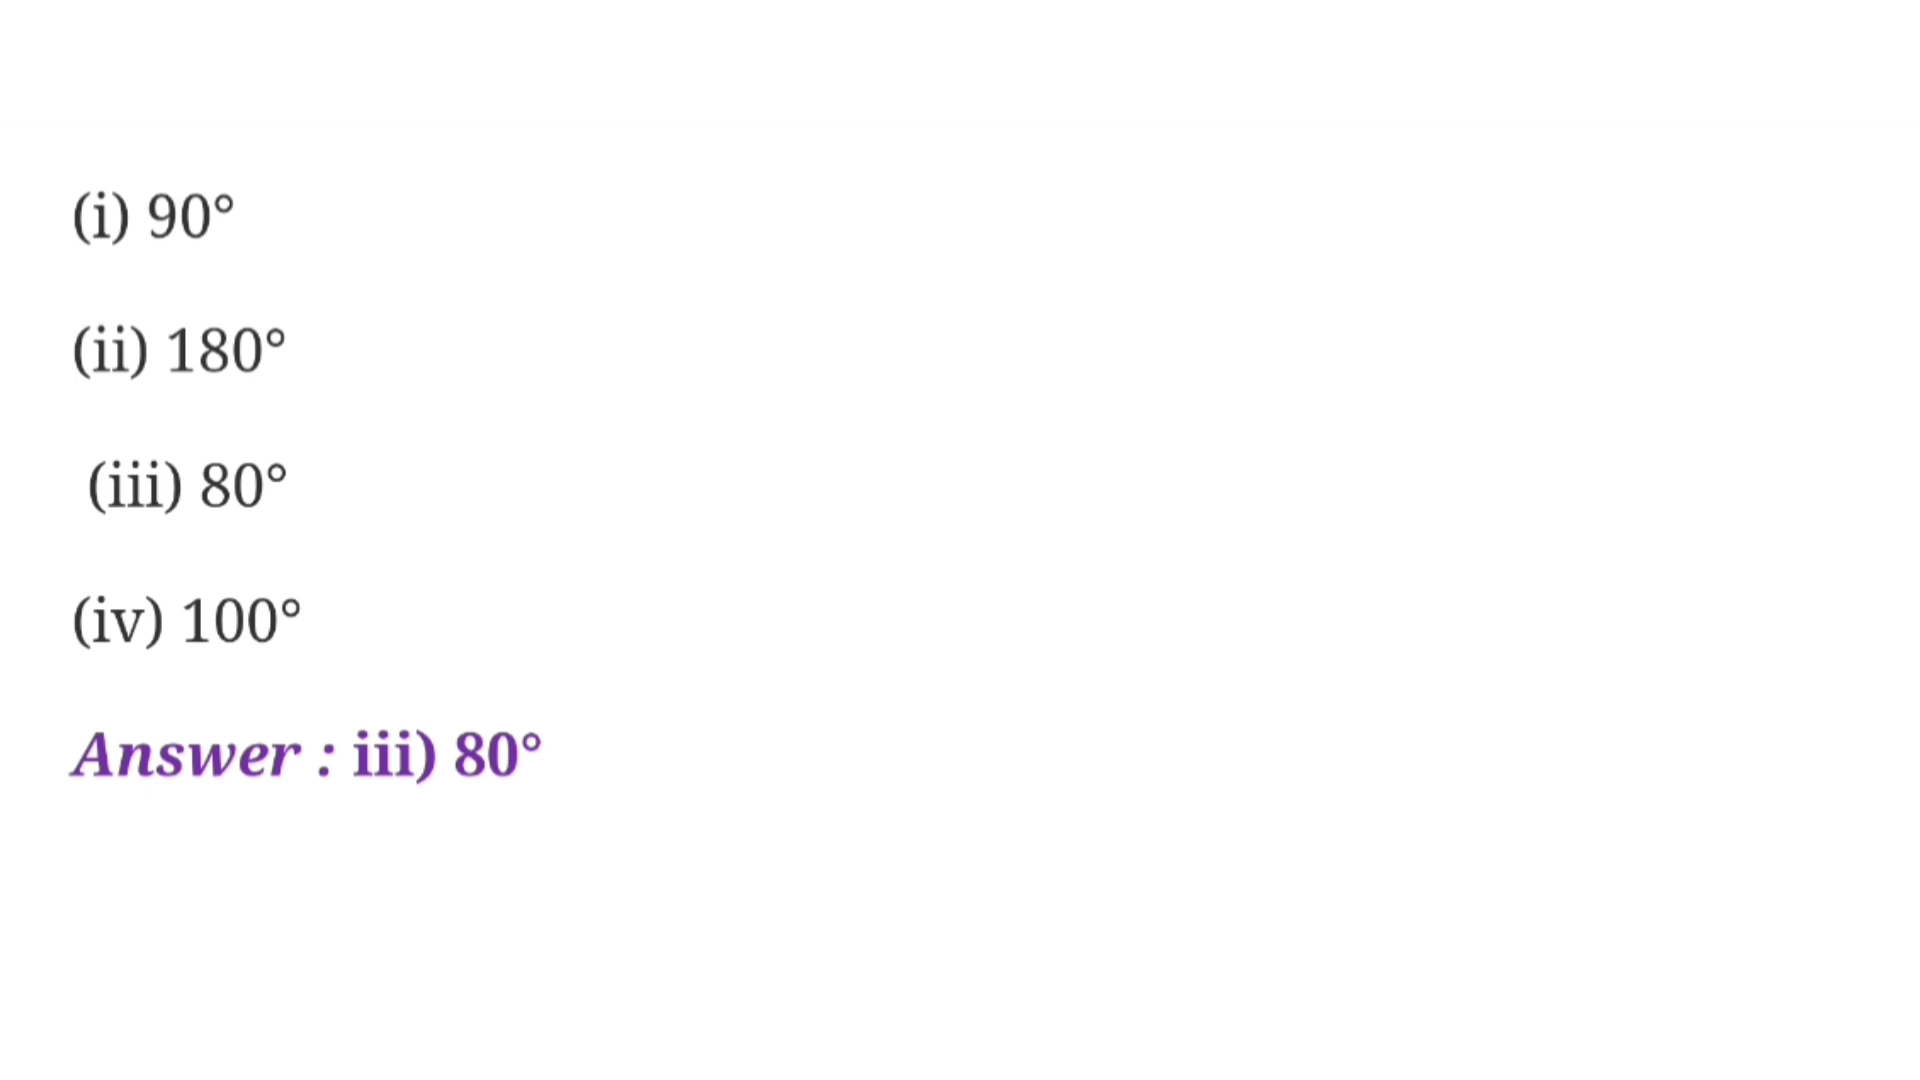 (i) 90°
(ii) 180°
(iii) 80°
(iv) 100°
Answer : iii) 80°